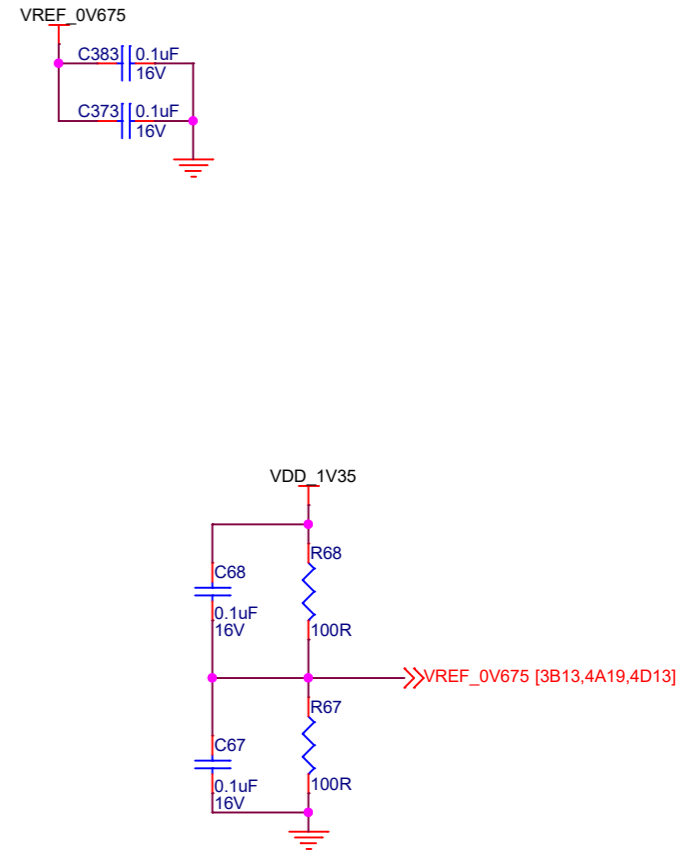 VREF_0V675
C383 0.1uF
16V
C373 0.1uF
16V
VDD_1V35
R68
C68
0.1uF
16V
100R
VREF_0V675 [3B13,4A19,4D13]
R67
C67
0.1uF
16V
100R